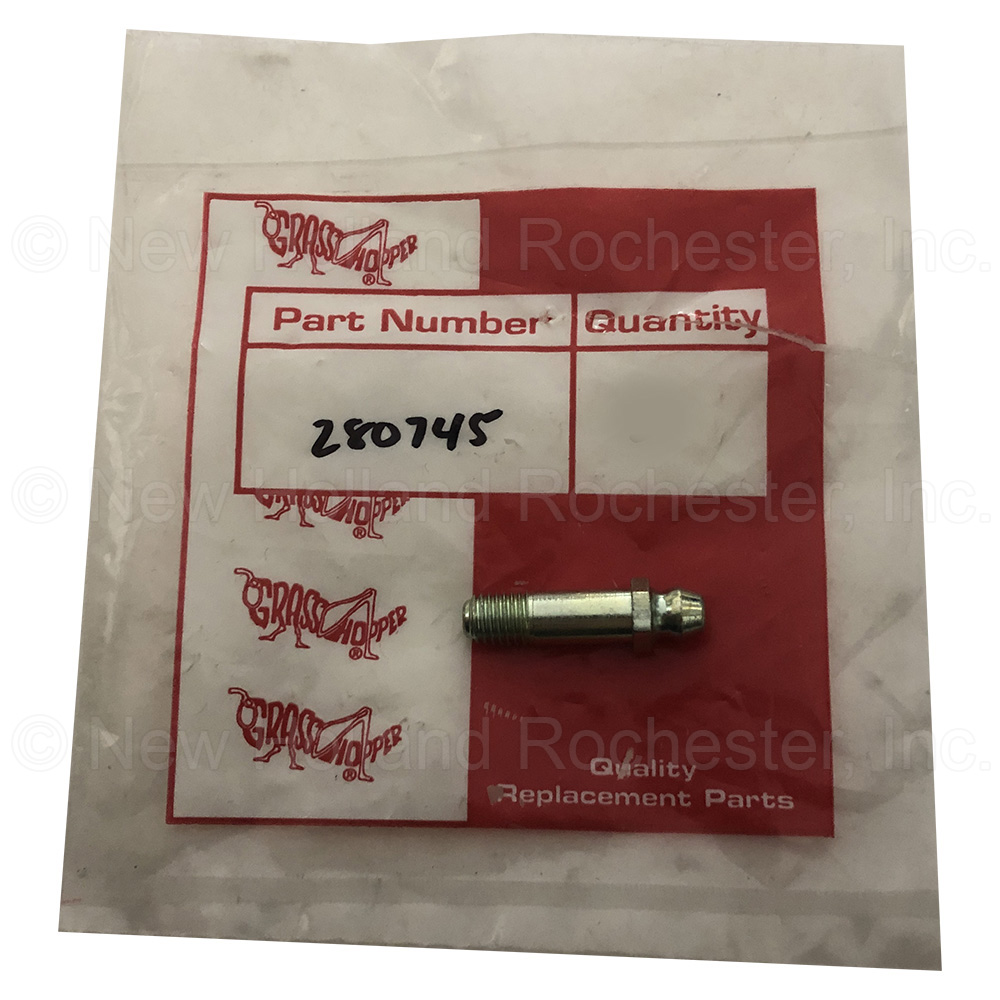 GRASSHOPPER®
© New Holland Rochester, Inc.
Part Number Quantity
280745
© New Holland Rochester, Inc.
HOPPER®
GRASSHOPPER®
GRASSHOPPER®
© New Holland Rochester, Inc.
Quality
Replacement Parts